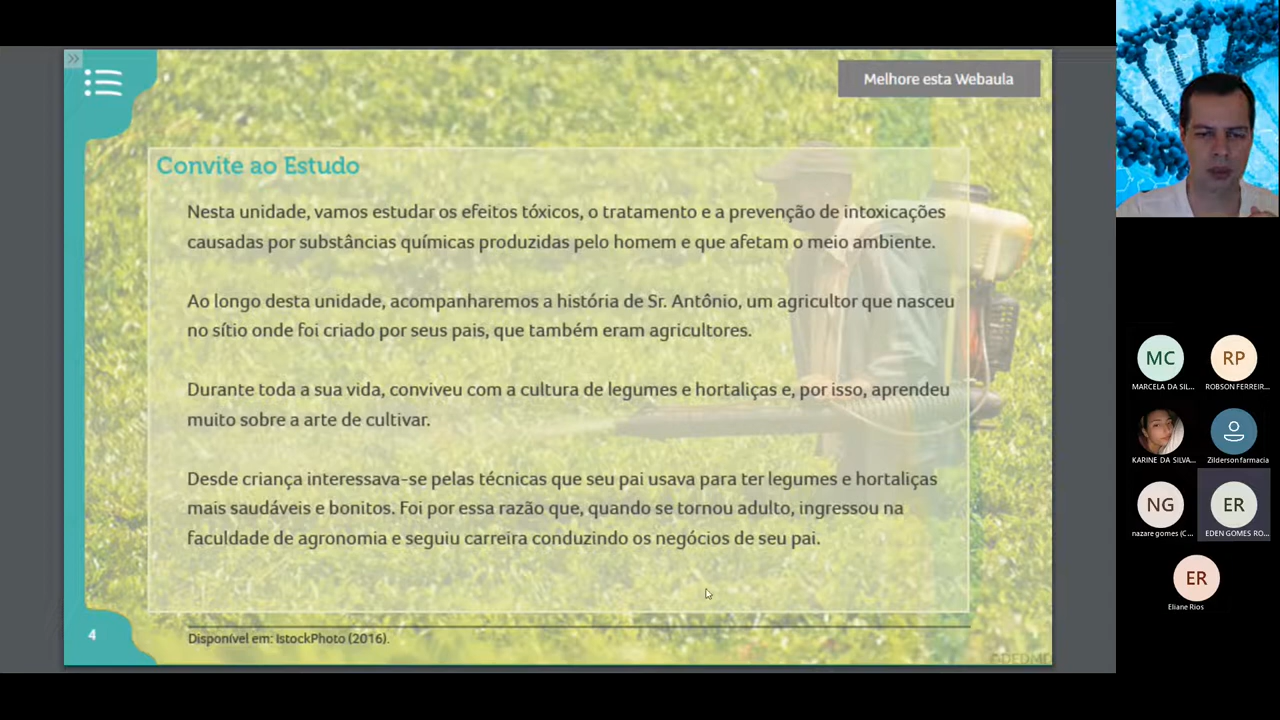 Melhore esta Webaula
Convite ao Estudo
Nesta unidade, vamos estudar os efeitos tóxicos, o tratamento e a prevenção de intoxicações
causadas por substâncias químicas produzidas pelo homem e que afetam o meio ambiente.
Ao longo desta unidade, acompanharemos a história de Sr. Antônio, um agricultor que nasceu
no sítio onde foi criado por seus pais, que também eram agricultores.
Durante toda a sua vida, conviveu com a cultura de legumes e hortaliças e, por isso, aprendeu
muito sobre a arte de cultivar.
Desde criança interessava-se pelas técnicas que seu pai usava para ter legumes e hortaliças
mais saudáveis e bonitos. Foi por essa razão que, quando se tornou adulto, ingressou na
faculdade de agronomia e seguiu carreira conduzindo os negócios de seu pai.
4
Disponível em: IstockPhoto (2016).
MC
RP
MARCELA DA SIL...
ROBSON FERREIR...
KARINE DA SILVA...
Zilderson farmacia
NG
ER
nazare gomes (C...
EDEN GOMES RO...
ER
Eliane Rios